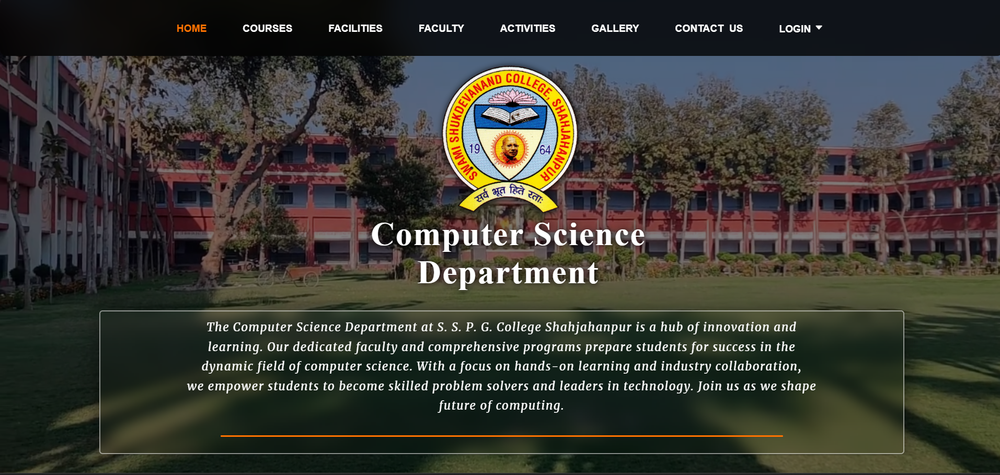 HOME
COURSES
FACILITIES
FACULTY
ACTIVITIES
GALLERY
CONTACT US
LOGIN
SWAMI SHUKDEVANAND COLLEGE, SHAHJAHANPUR
19 64
सर्व भूत हिते रताः
Computer Science
Department
The Computer Science Department at S. S. P. G. College Shahjahanpur is a hub of innovation and
learning. Our dedicated faculty and comprehensive programs prepare students for success in the
dynamic field of computer science. With a focus on hands-on learning and industry collaboration,
we empower students to become skilled problem solvers and leaders in technology. Join us as we shape
future of computing.